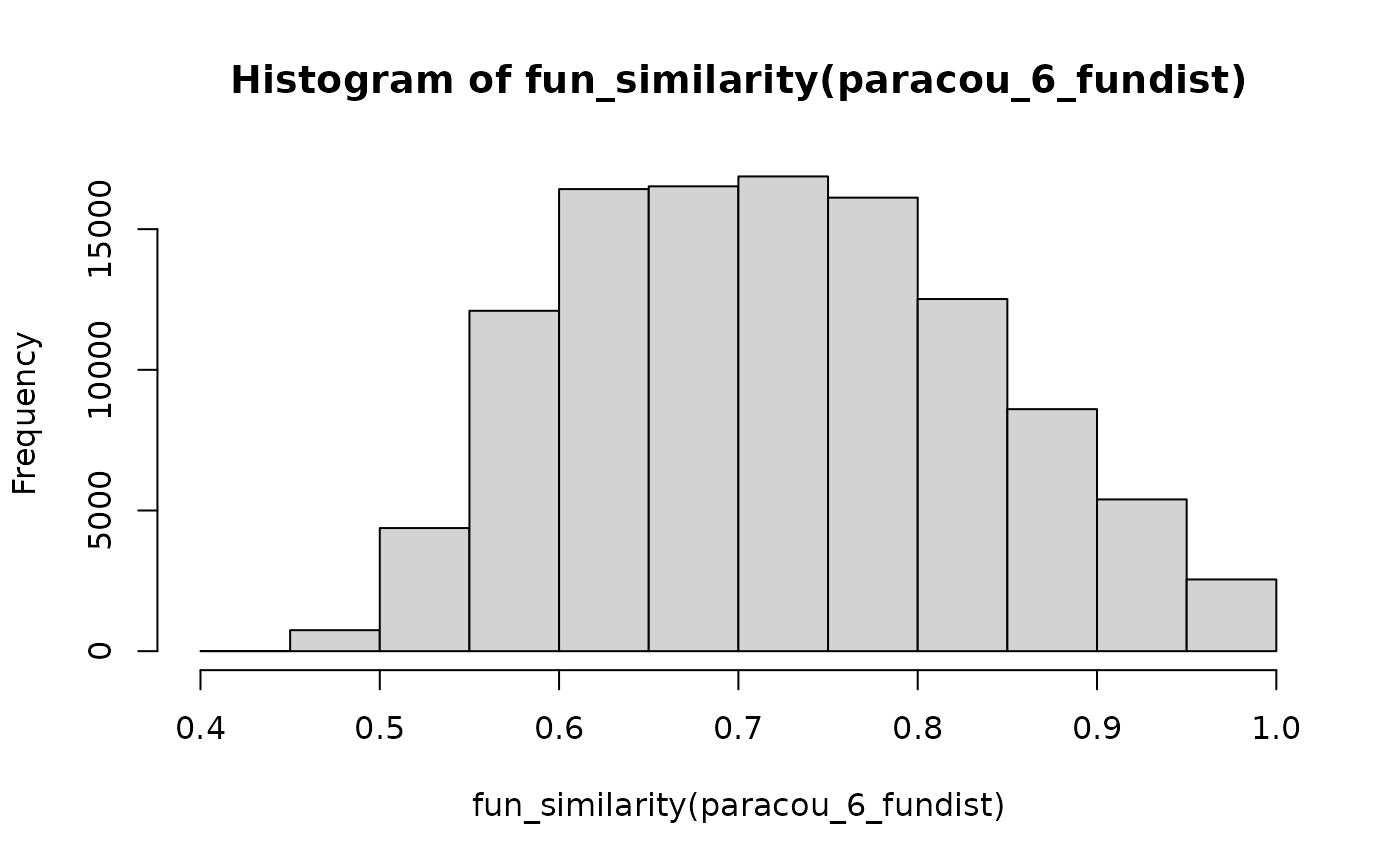 Histogram of fun_similarity(paracou_6_fundist)
Frequency
15000
10000
5000
0
0.4 0.5 0.6 0.7 0.8 0.9 1.0
fun_similarity(paracou_6_fundist)